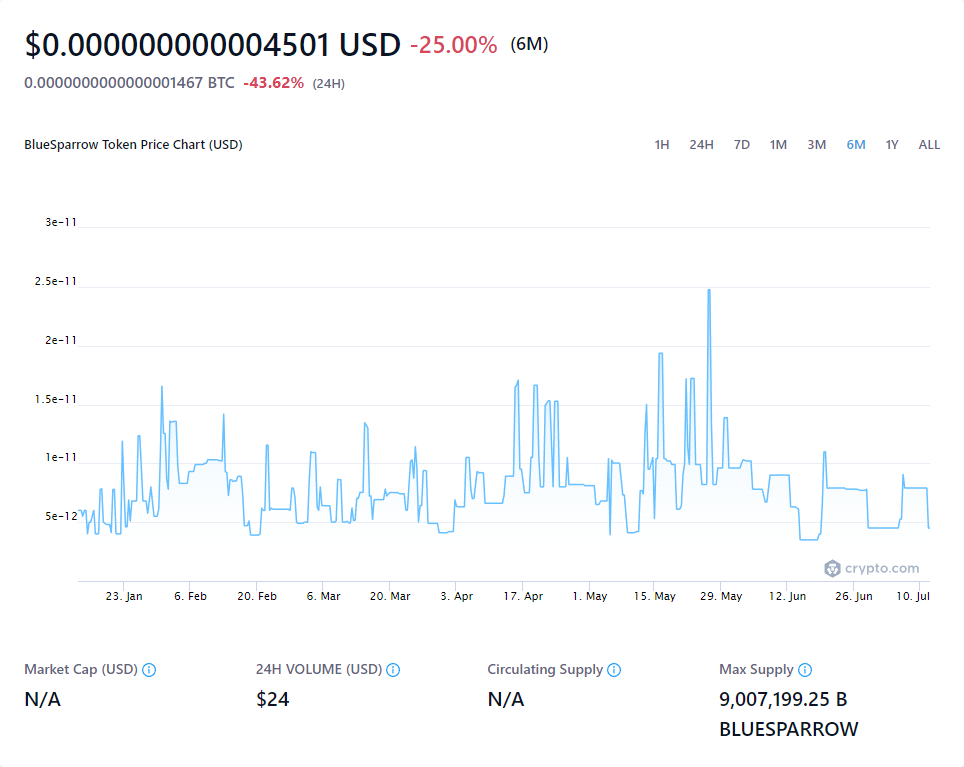 $0.000000000004501 USD -25.00% (6M)
0.0000000000000001467 BTC -43.62% (24H)
BlueSparrow Token Price Chart (USD) 1H 24H 7D 1M 3M 6M 1Y ALL
3e-11
2.5e-11
2e-11
1.5e-11
1e-11
5e-12
crypto.com
23. Jan 6. Feb 20. Feb 6. Mar 20. Mar 3. Apr 17. Apr 1. May 15. May 29. May 12. Jun 26. Jun 10. Jul
Market Cap (USD) 24H VOLUME (USD) Circulating Supply Max Supply
N/A $24 N/A 9,007,199.25 B
BLUESPARROW